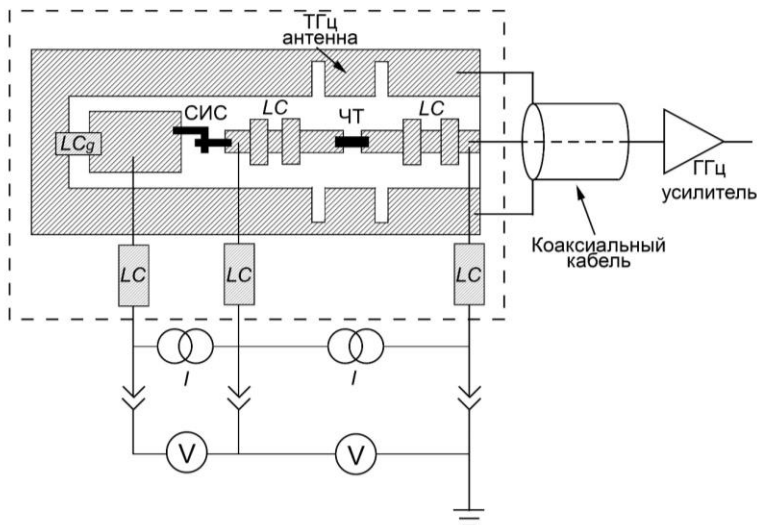 ТГц
антенна
СИС
LC
ЧТ
LC
LCg
ГГц
усилитель
Коаксиальный
кабель
LC
LC
LC
I
I
V
V